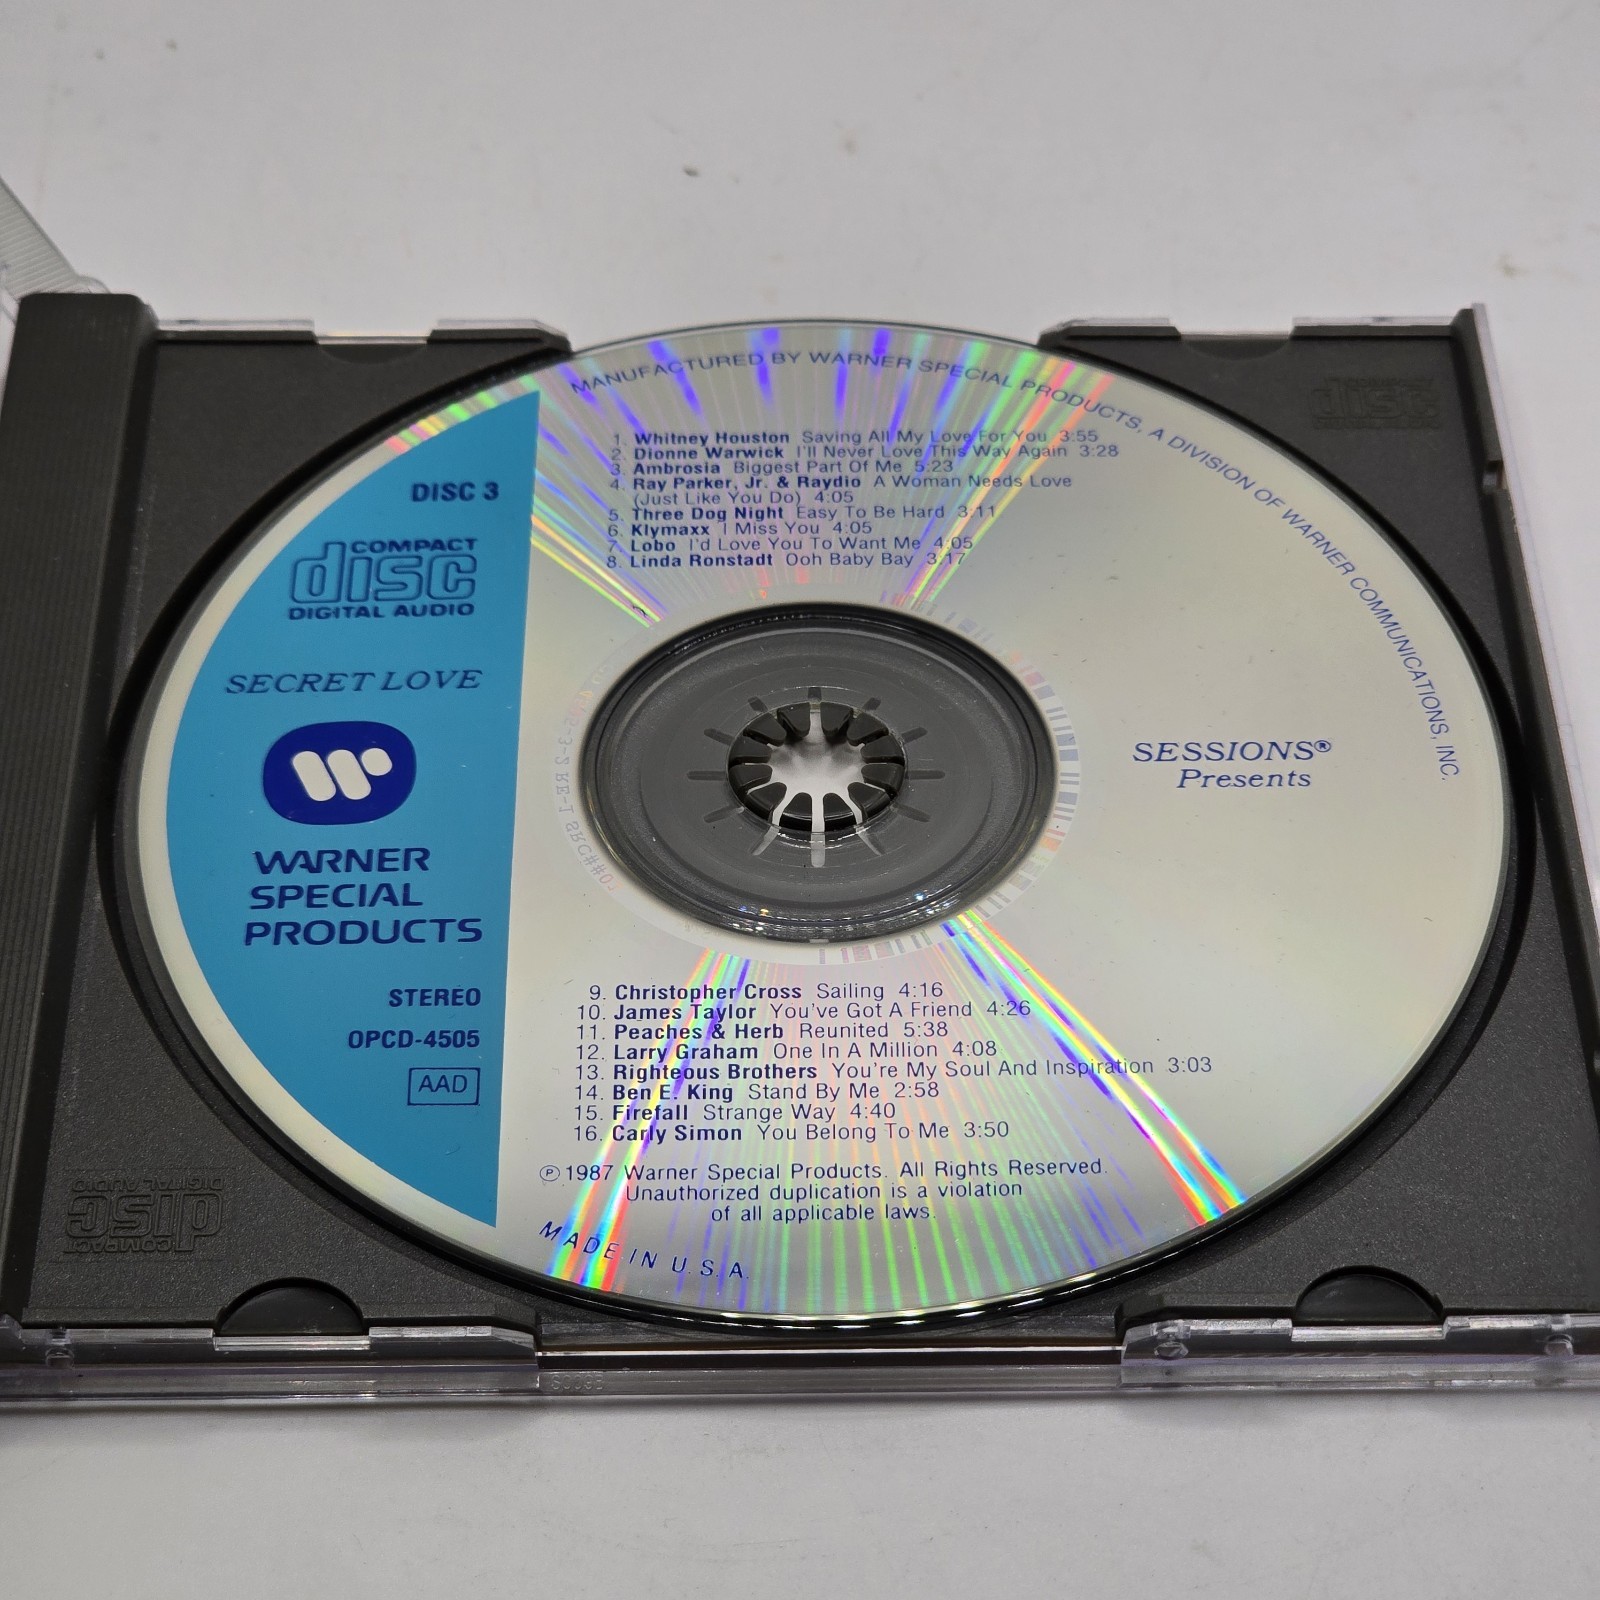 MANUFACTURED BY WARNER SPECIAL PRODUCTS, A DIVISION OF WARNER COMMUNICATIONS, INC.
DISC 3
COMPACT
disc
DIGITAL AUDIO
SECRET LOVE
WARNER
SPECIAL
PRODUCTS
STEREO
OPCD-4505
AAD
1. Whitney Houston Saving All My Love For You 3:55
2. Dionne Warwick I'll Never Love This Way Again 3:28
3. Ambrosia Biggest Part Of Me 5:23
4. Ray Parker, Jr. & Raydio A Woman Needs Love
(Just Like You Do) 4:05
5. Three Dog Night Easy To Be Hard 3:11
6. Klymaxx I Miss You 4:05
7. Lobo I'd Love You To Want Me 4:05
8. Linda Ronstadt Ooh Baby Bay 3:17
SESSIONS®
Presents
9. Christopher Cross Sailing 4:16
10. James Taylor You've Got A Friend 4:26
11. Peaches & Herb Reunited 5:38
12. Larry Graham One In A Million 4:08
13. Righteous Brothers You're My Soul And Inspiration 3:03
14. Ben E. King Stand By Me 2:58
15. Firefall Strange Way 4:40
16. Carly Simon You Belong To Me 3:50
℗ 1987 Warner Special Products. All Rights Reserved.
Unauthorized duplication is a violation
of all applicable laws.
MADE IN U.S.A.
disc
COMPACT
disc
DIGITAL AUDIO